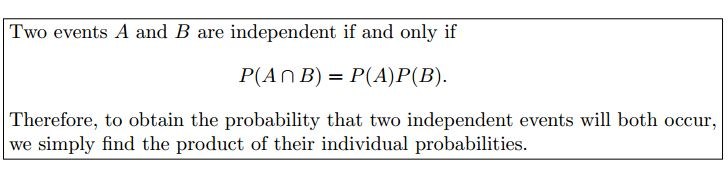 Two events A and B are independent if and only if
P(A ∩ B) = P(A)P(B).
Therefore, to obtain the probability that two independent events will both occur,
we simply find the product of their individual probabilities.